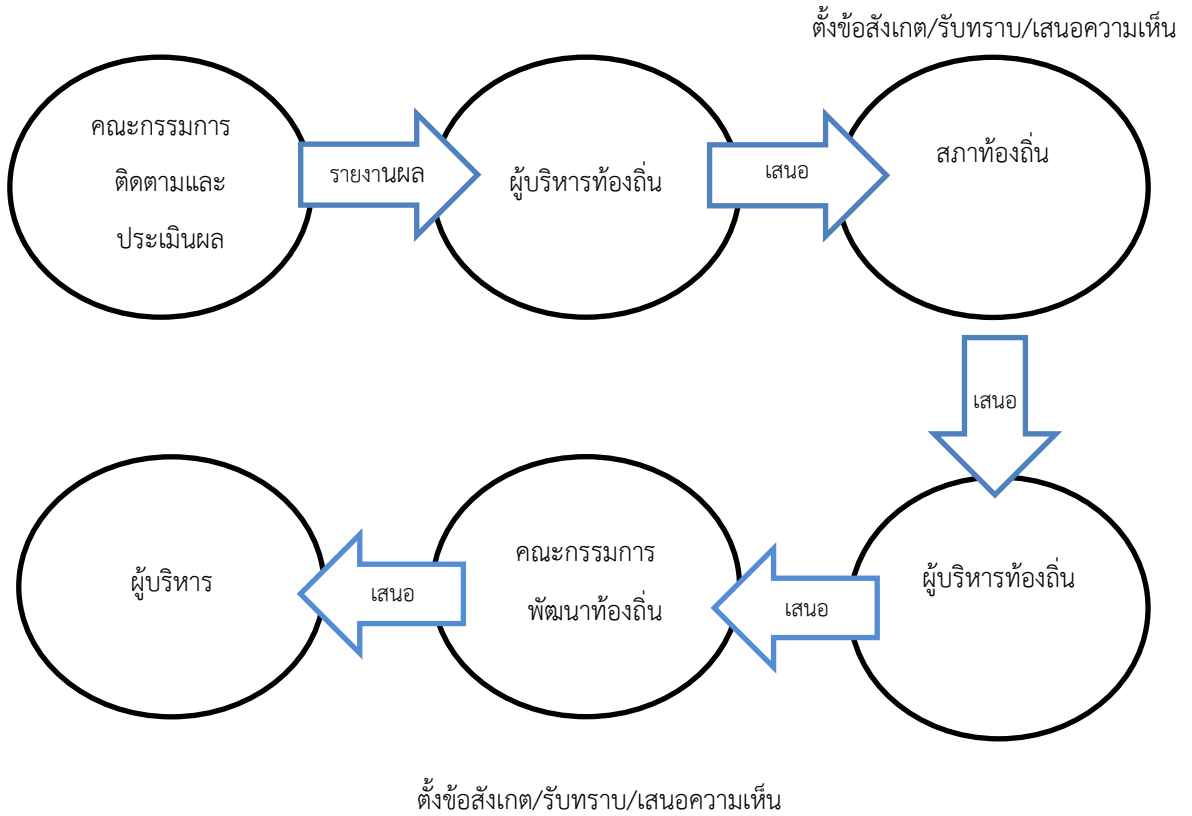 ตั้งข้อสังเกต/รับทราบ/เสนอความเห็น
คณะกรรมการ
ติดตามและ
ประเมินผล
รายงานผล
ผู้บริหารท้องถิ่น
เสนอ
สภาท้องถิ่น
เสนอ
ผู้บริหารท้องถิ่น
เสนอ
คณะกรรมการ
พัฒนาท้องถิ่น
เสนอ
ผู้บริหาร
ตั้งข้อสังเกต/รับทราบ/เสนอความเห็น